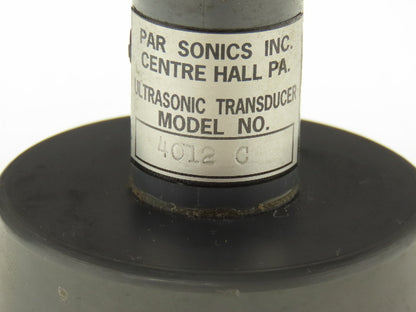 PAR SONICS INC.
CENTRE HALL PA.
ULTRASONIC TRANSDUCER
MODEL NO.
4012 C